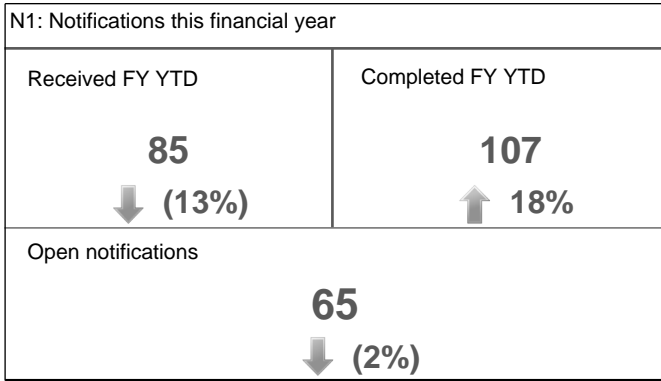 N1: Notifications this financial year
Received FY YTD
85
(13%)
Completed FY YTD
107
18%
Open notifications
65
(2%)